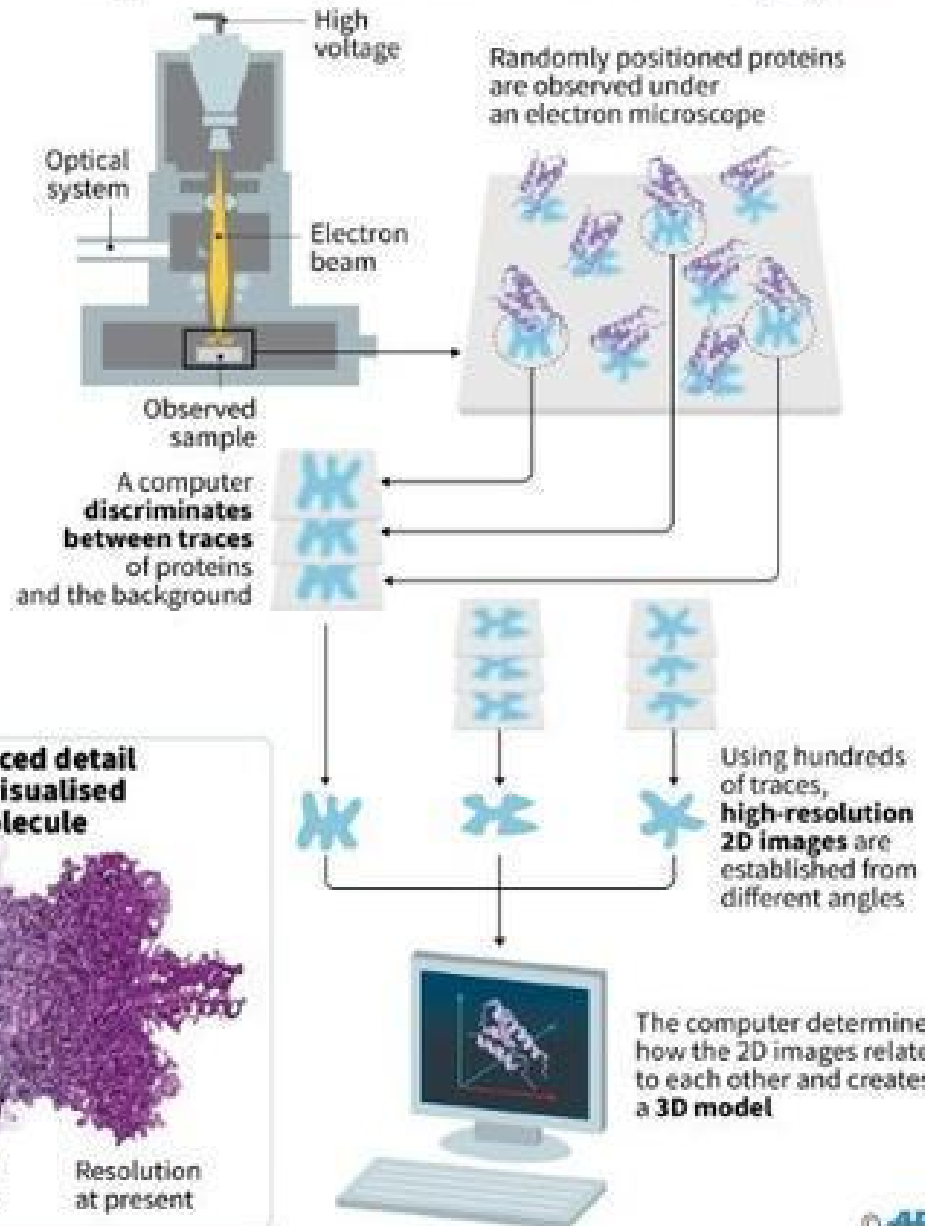 High
voltage
Randomly positioned proteins
are observed under
an electron microscope
Optical
system
Electron
beam
Observed
sample
A computer
discriminates
between traces
of proteins
and the background
Using hundreds
of traces,
high-resolution
2D images are
established from
different angles
ced detail
isualised
lecule
Resolution
at present
The computer determine
how the 2D images relate
to each other and creates
a 3D model